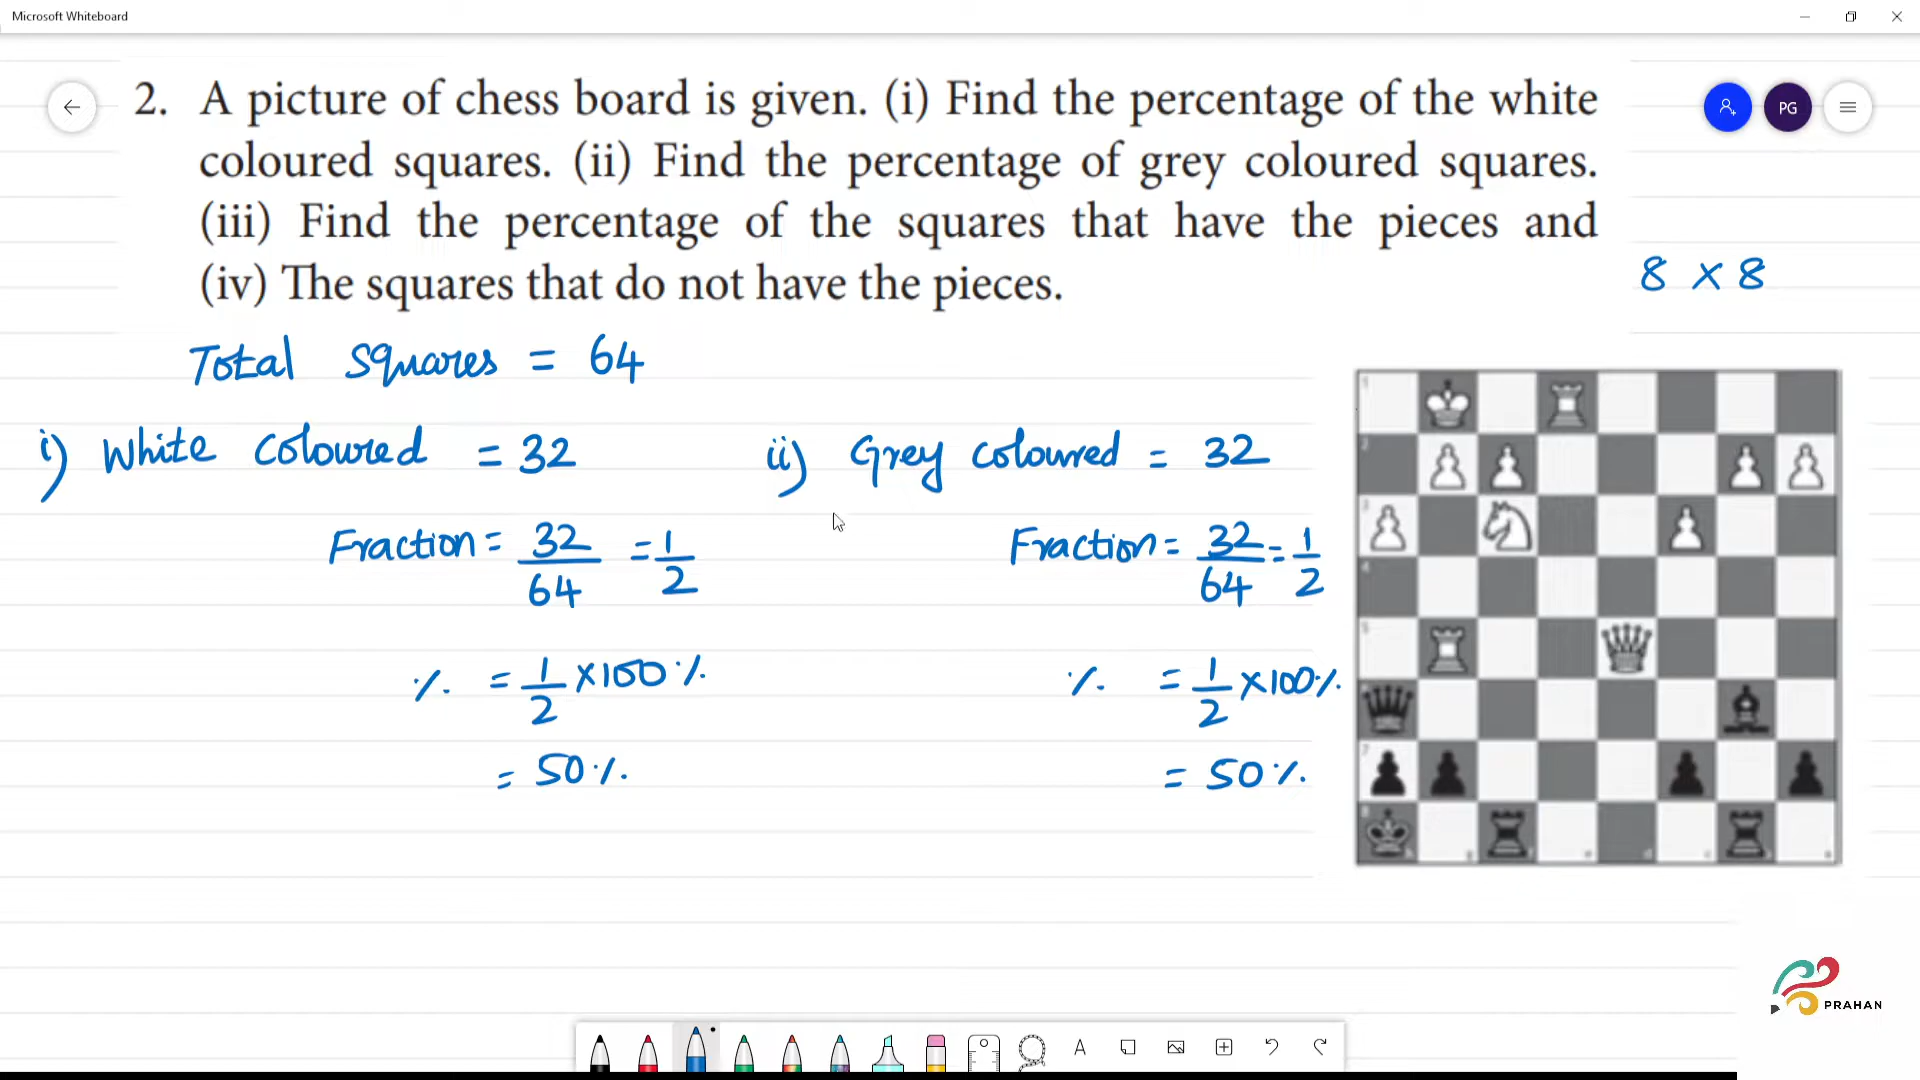 Microsoft Whiteboard
2. A picture of chess board is given. (i) Find the percentage of the white
coloured squares. (ii) Find the percentage of grey coloured squares.
(iii) Find the percentage of the squares that have the pieces and
(iv) The squares that do not have the pieces.
PG
8 × 8
Total squares = 64
i) White coloured = 32
Fraction = 32/64 = 1/2
% = 1/2 × 100 %
= 50 %
ii) Grey coloured = 32
Fraction = 32/64 = 1/2
% = 1/2 × 100 %
= 50 %
PRAHAN
A